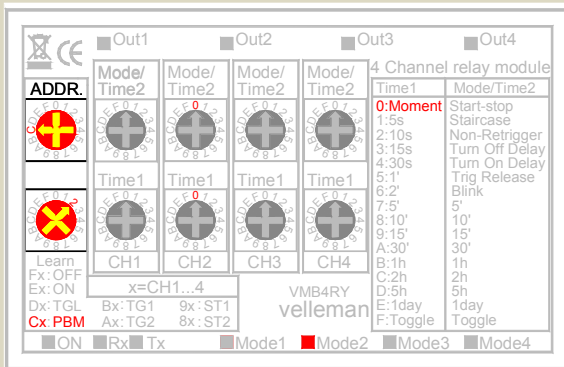 Out1 Out2 Out3 Out4
4 Channel relay module
ADDR.
Mode/ Time2 Mode/ Time2 Mode/ Time2 Mode/ Time2
Time1 Time1 Time1 Time1
CH1 CH2 CH3 CH4
Time1 Mode/Time2
0:Moment Start-stop
1:5s Staircase
2:10s Non-Retrigger
3:15s Turn Off Delay
4:30s Turn On Delay
5:1' Trig Release
6:2' Blink
7:5' 5'
8:10' 10'
9:15' 15'
A:30' 30'
B:1h 1h
C:2h 2h
D:5h 5h
E:1day 1day
F:Toggle Toggle
Learn
Fx:OFF
Ex:ON x=CH1...4
Dx:TGL Bx:TG1 9x:ST1
Cx:PBM Ax:TG2 8x:ST2
VMB4RY
velleman
ON Rx Tx Mode1 Mode2 Mode3 Mode4